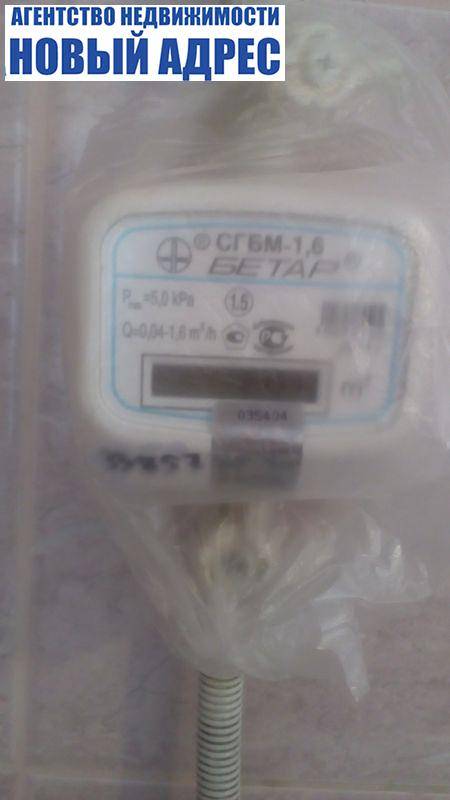 АГЕНТСТВО НЕДВИЖИМОСТИ
НОВЫЙ АДРЕС
® СГБМ-1,6
БЕТАР®
Pmax=5,0 kPa
1.5
Q=0,04-1,6 m³/h
m³
035404